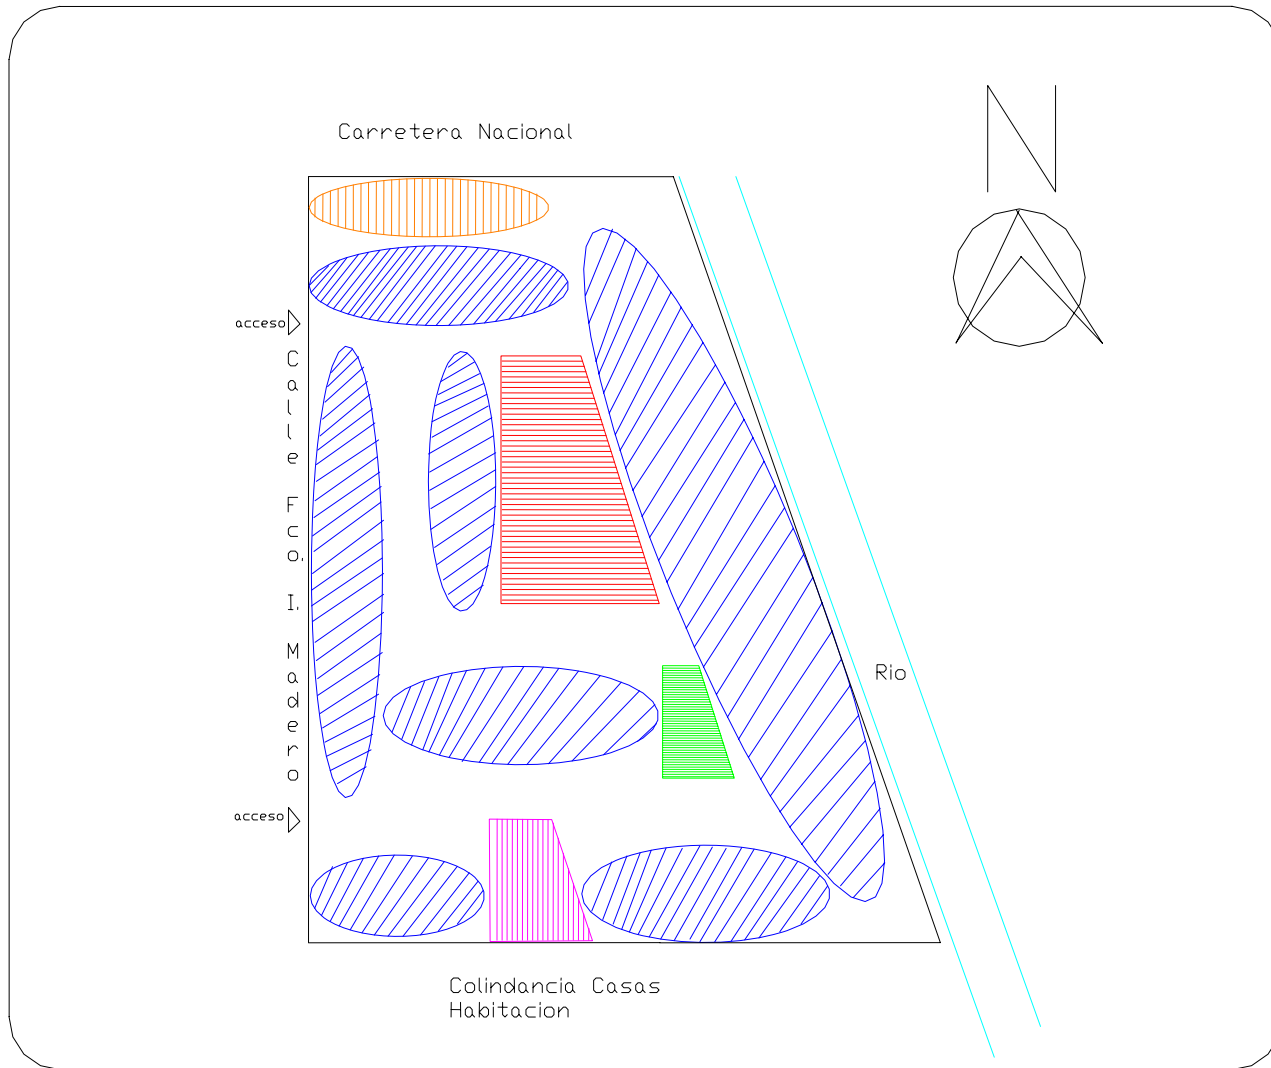 N
Carretera Nacional
acceso
Calle Fco. I. Madero
Rio
acceso
Colindancia Casas
Habitacion